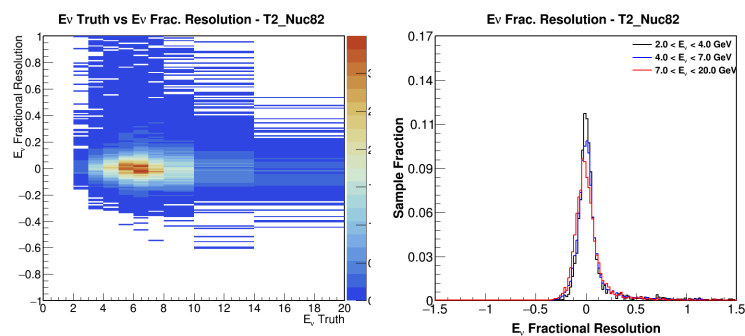 Eν Truth vs Eν Frac. Resolution - T2_Nuc82
Eν Fractional Resolution
1
0.8
0.6
0.4
0.2
0
−0.2
−0.4
−0.6
−0.8
−1
0 2 4 6 8 10 12 14 16 18 20
Eν Truth
Eν Frac. Resolution - T2_Nuc82
Sample Fraction
0.17
0.14
0.11
0.09
0.06
0.03
0
2.0 < Eν < 4.0 GeV
4.0 < Eν < 7.0 GeV
7.0 < Eν < 20.0 GeV
−1.5 −1 −0.5 0 0.5 1 1.5
Eν Fractional Resolution